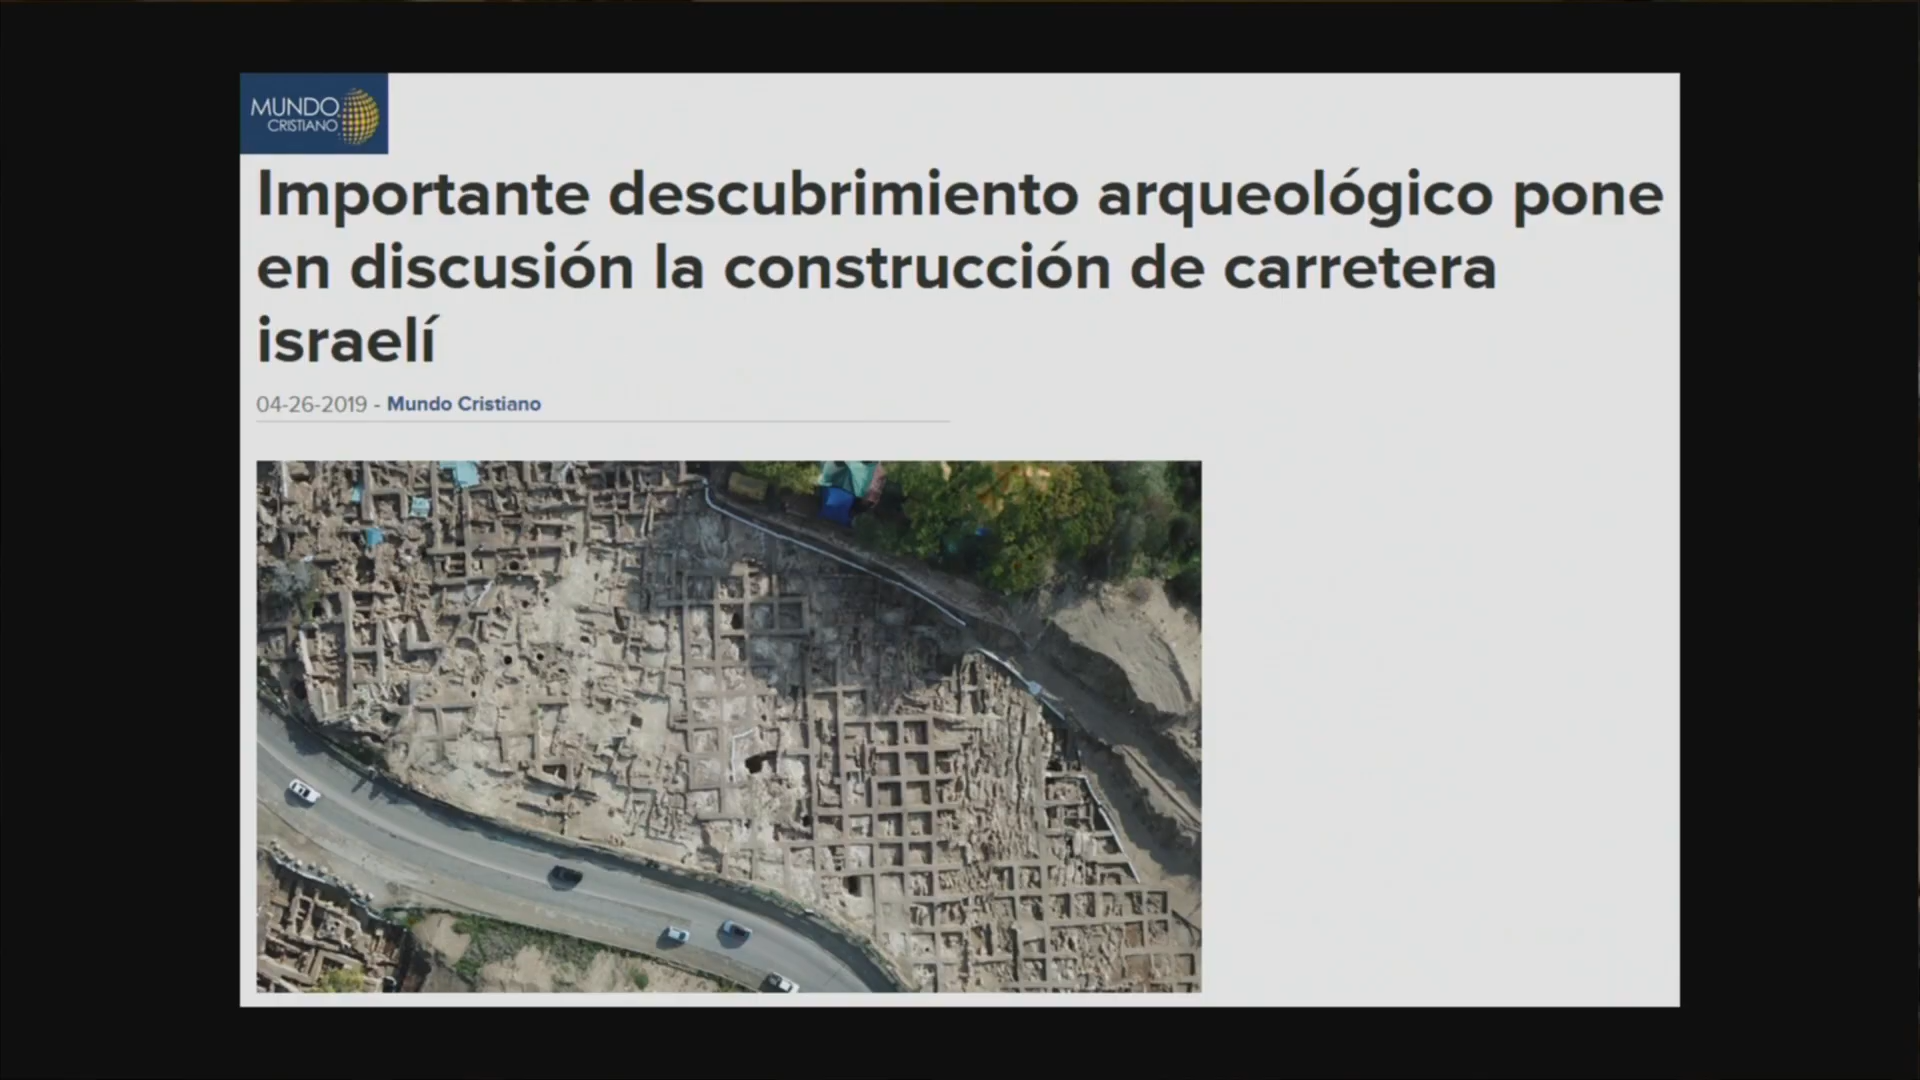 MUNDO
CRISTIANO
Importante descubrimiento arqueológico pone
en discusión la construcción de carretera
israelí
04-26-2019 - Mundo Cristiano